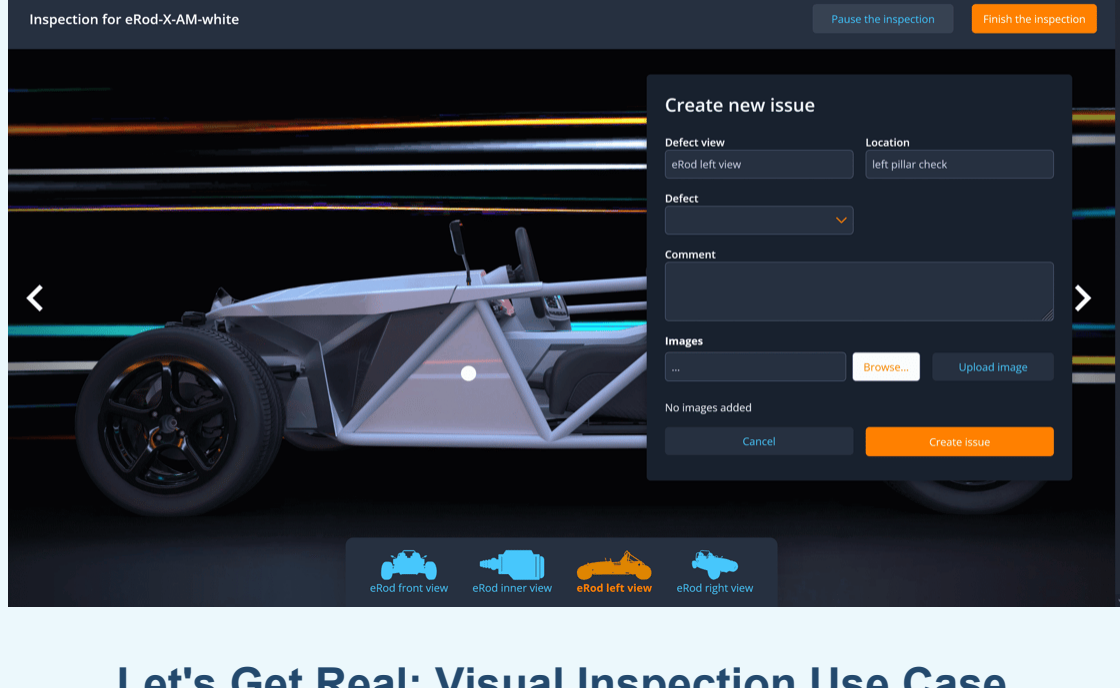 Inspection for eRod-X-AM-white
Pause the inspection
Finish the inspection
Create new issue
Defect view
Location
eRod left view
left pillar check
Defect
Comment
Images
...
Browse...
Upload image
No images added
Cancel
Create issue
eRod front view
eRod inner view
eRod left view
eRod right view
Let's Get Real: Visual Inspection Use Case